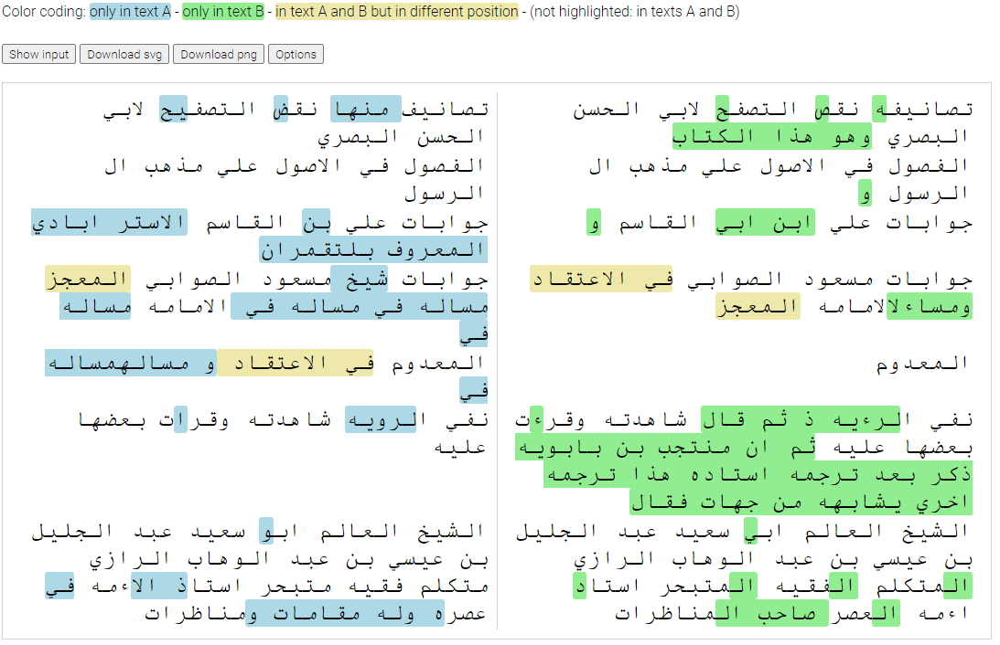 Color coding: only in text A - only in text B - in text A and B but in different position - (not highlighted: in texts A and B)
Show input
Download svg
Download png
Options
تصانيف منها نقض التصفيح لابي
الحسن البصري
الفصول في الاصول علي مذهب ال
الرسول
جوابات علي بن القاسم الاستر ابادي
المعروف بلتقمران
جوابات شيخ مسعود الصوابي المعجز
مساله في مساله في الامامه مساله
في
المعدوم في الاعتقاد و مسالهمساله
في
نفي الرويه شاهدته وقرات بعضها
عليه
الشيخ العالم ابو سعيد عبد الجليل
بن عيسي بن عبد الوهاب الرازي
متكلم فقيه متبحر استاذ الاءمه في
عصره وله مقامات ومناظرات
تصانيفه نقص التصفح لابي الحسن
البصري وهو هذا الكتاب
الفصول في الاصول علي مذهب ال
الرسول و
جوابات علي ابن ابي القاسم و
جوابات مسعود الصوابي في الاعتقاد
ومساءلالامامه المعجز
المعدوم
نفي الرءيه ذ ثم قال شاهدته وقرءت
بعضها عليه ثم ان منتجب بن بابويه
ذكر بعد ترجمه استاده هذا ترجمه
اخري يشابهه من جهات فقال
الشيخ العالم ابي سعيد عبد الجليل
بن عيسي بن عبد الوهاب الرازي
المتكلم الفقيه المتبحر استاد
اءمه العصر صاحب المناظرات